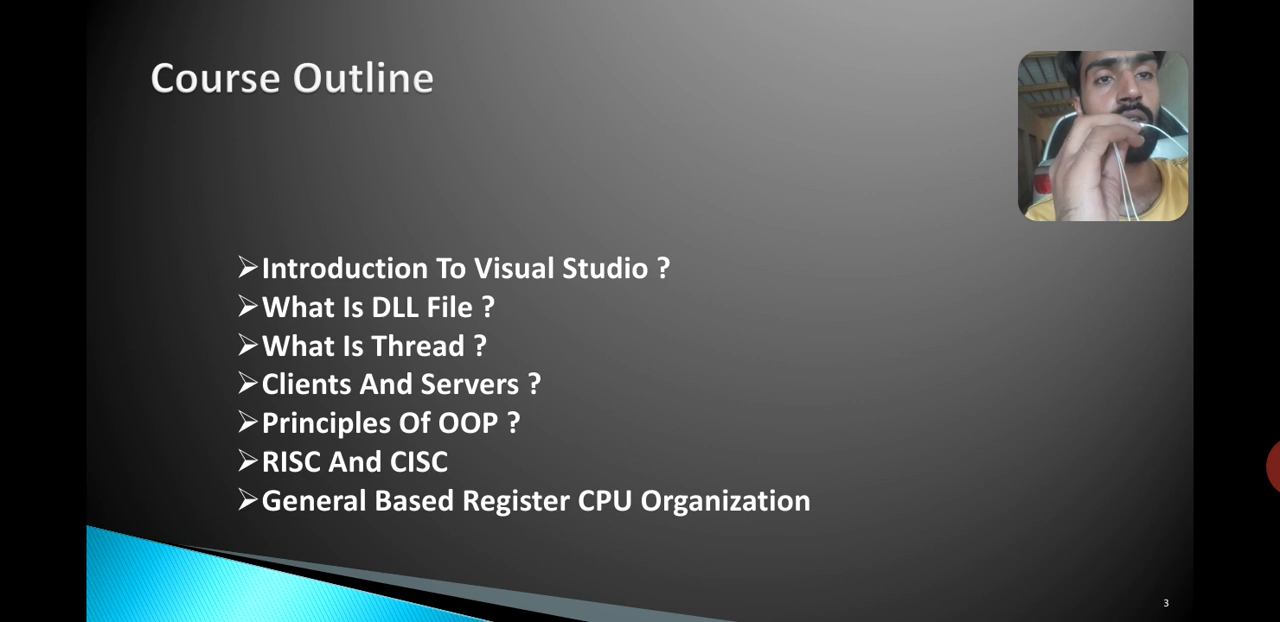 Course Outline
➢Introduction To Visual Studio ?
➢What Is DLL File ?
➢What Is Thread ?
➢Clients And Servers ?
➢Principles Of OOP ?
➢RISC And CISC
➢General Based Register CPU Organization
3